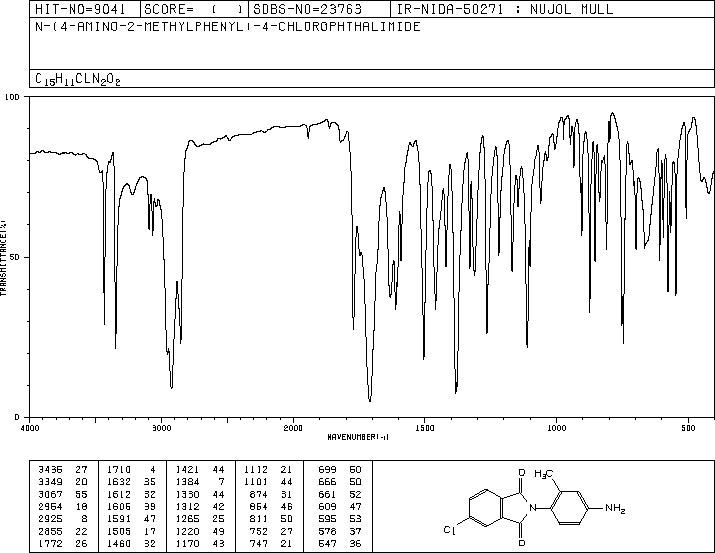 HIT-NO=9041 SCORE= ( ) SDBS-NO=23763 IR-NIDA-50271 : NUJOL MULL
N-(4-AMINO-2-METHYLPHENYL)-4-CHLOROPHTHALIMIDE
C15H11CLN2O2
100
50
0
TRANSMITTANCE(%)
4000 3000 2000 1500 1000 500
WAVENUMBER(-1)
3436 27 1710 4 1421 44 1112 21 699 50
3349 20 1632 35 1384 7 1101 44 666 50
3067 55 1612 32 1330 44 874 31 661 52
2954 18 1606 39 1312 42 854 46 609 47
2925 8 1591 47 1265 25 811 50 595 53
2855 22 1505 17 1220 49 752 27 578 37
1772 26 1460 32 1170 43 747 21 547 36
O
H3C
N
NH2
Cl
O